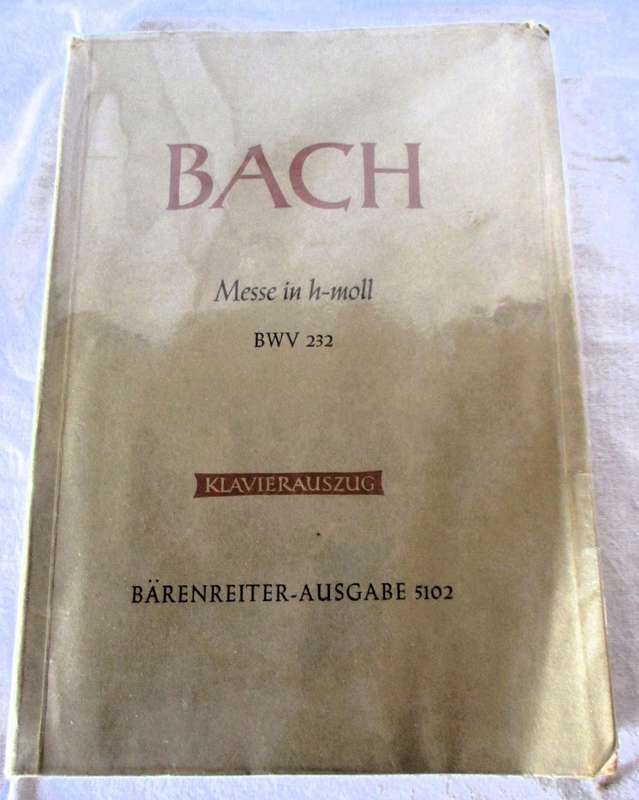 BACH
Messe in h-moll
BWV 232
KLAVIERAUSZUG
BÄRENREITER-AUSGABE 5102